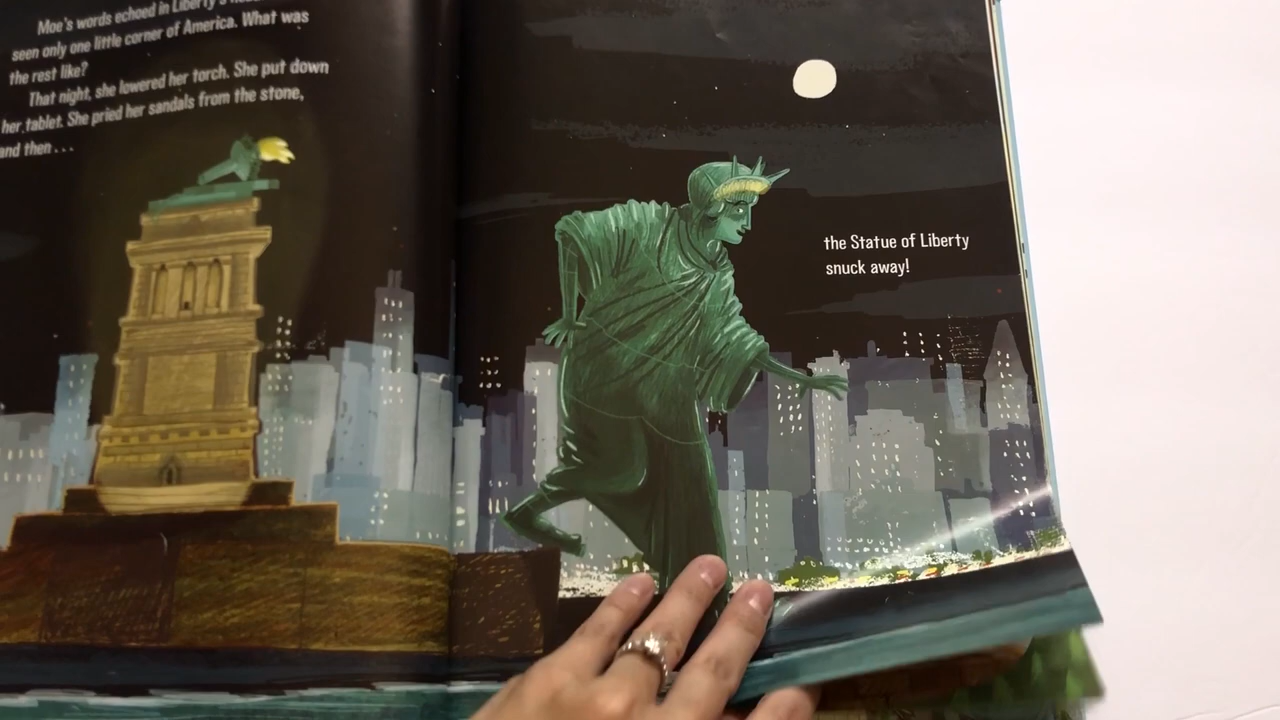 Moe's words echoed in Liberty's
seen only one little corner of America. What was
the rest like?
That night, she lowered her torch. She put down
her tablet. She pried her sandals from the stone,
and then . . .
the Statue of Liberty
snuck away!